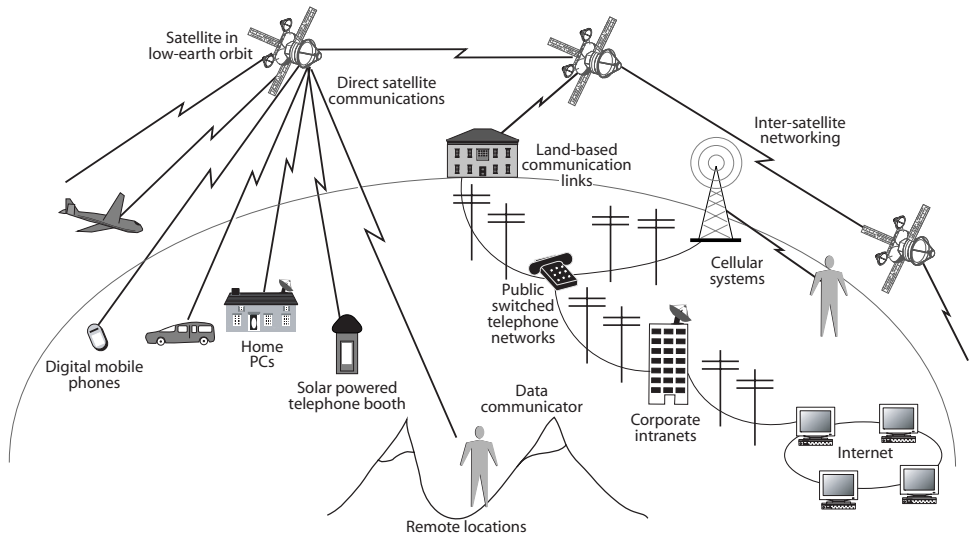 Satellite in
low-earth orbit
Direct satellite
communications
Inter-satellite
networking
Land-based
communication
links
Cellular
systems
Public
switched
telephone
networks
Digital mobile
phones
Home
PCs
Solar powered
telephone booth
Data
communicator
Corporate
intranets
Internet
Remote locations